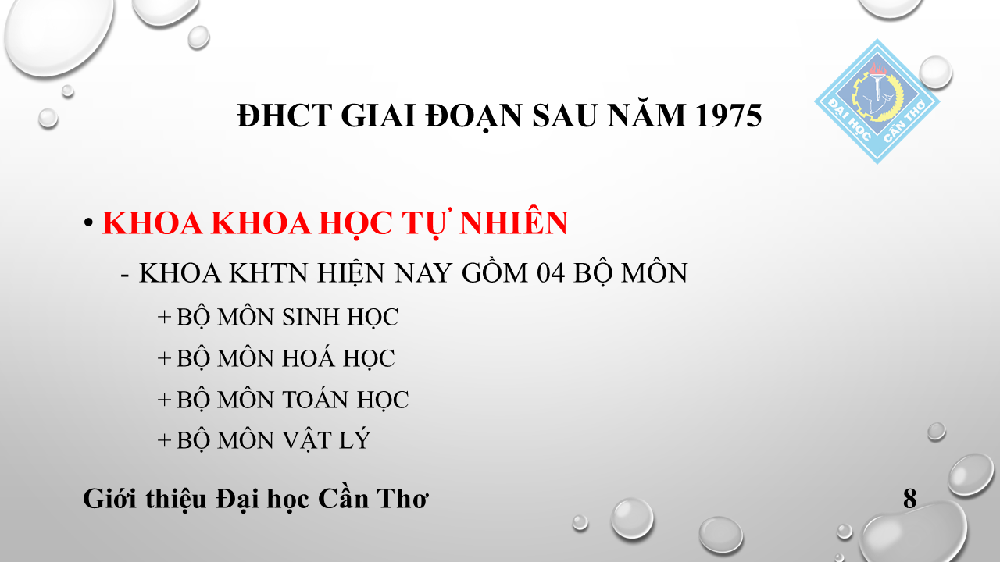 ĐHCT GIAI ĐOẠN SAU NĂM 1975
ĐẠI HỌC CẦN THƠ
• KHOA KHOA HỌC TỰ NHIÊN
- KHOA KHTN HIỆN NAY GỒM 04 BỘ MÔN
+ BỘ MÔN SINH HỌC
+ BỘ MÔN HOÁ HỌC
+ BỘ MÔN TOÁN HỌC
+ BỘ MÔN VẬT LÝ
Giới thiệu Đại học Cần Thơ
8